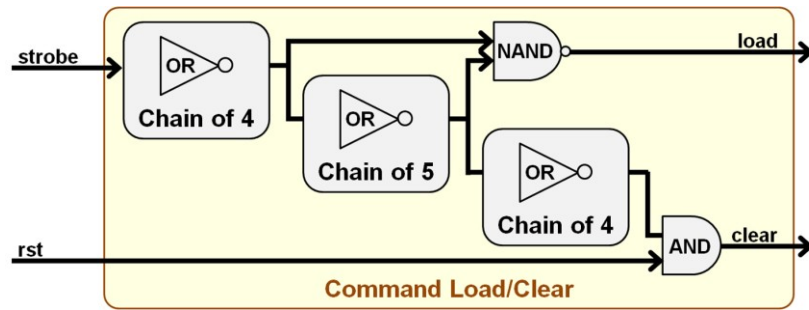 strobe
OR
Chain of 4
OR
Chain of 5
NAND
load
OR
Chain of 4
rst
AND
clear
Command Load/Clear